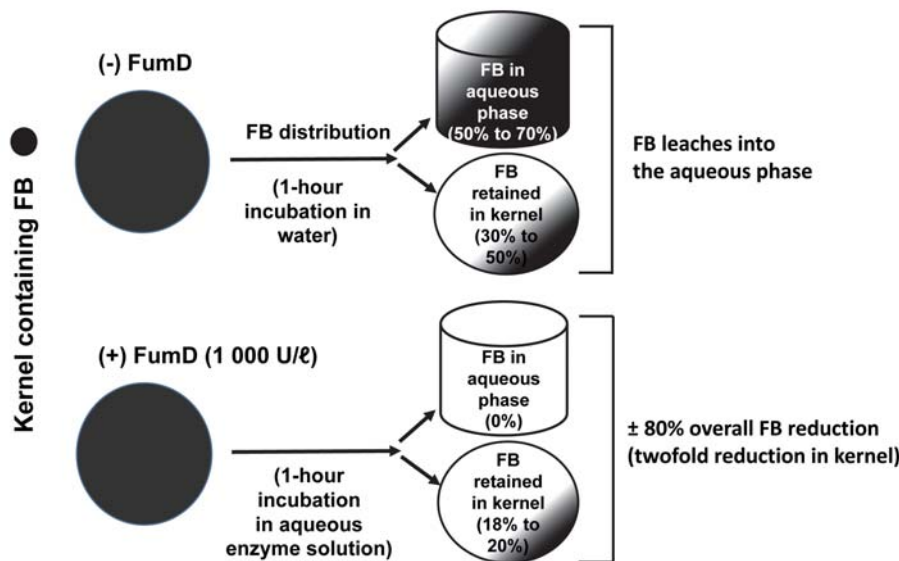 Kernel containing FB
(-) FumD
FB distribution
(1-hour
incubation in
water)
FB in
aqueous
phase
(50% to 70%)
FB
retained
in kernel
(30% to
50%)
FB leaches into
the aqueous phase
(+) FumD (1 000 U/ℓ)
(1-hour
incubation
in aqueous
enzyme solution)
FB in
aqueous
phase
(0%)
FB
retained
in kernel
(18% to
20%)
± 80% overall FB reduction
(twofold reduction in kernel)